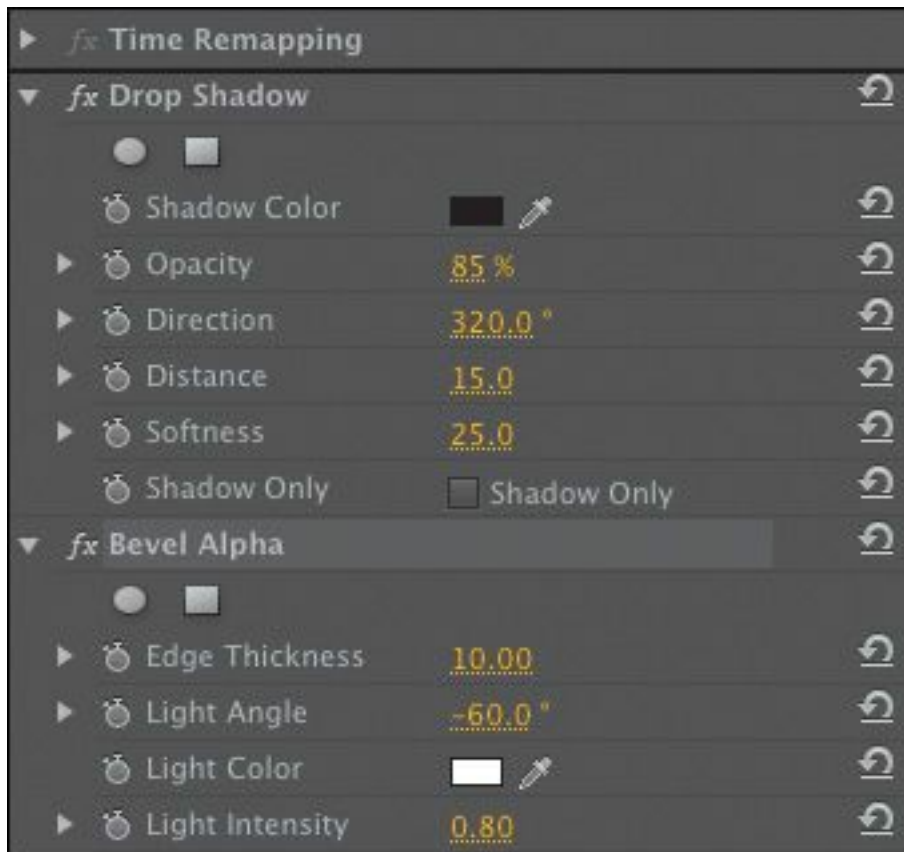 fx Time Remapping
fx Drop Shadow
Shadow Color
Opacity 85 %
Direction 320.0 °
Distance 15.0
Softness 25.0
Shadow Only Shadow Only
fx Bevel Alpha
Edge Thickness 10.00
Light Angle -60.0 °
Light Color
Light Intensity 0.80